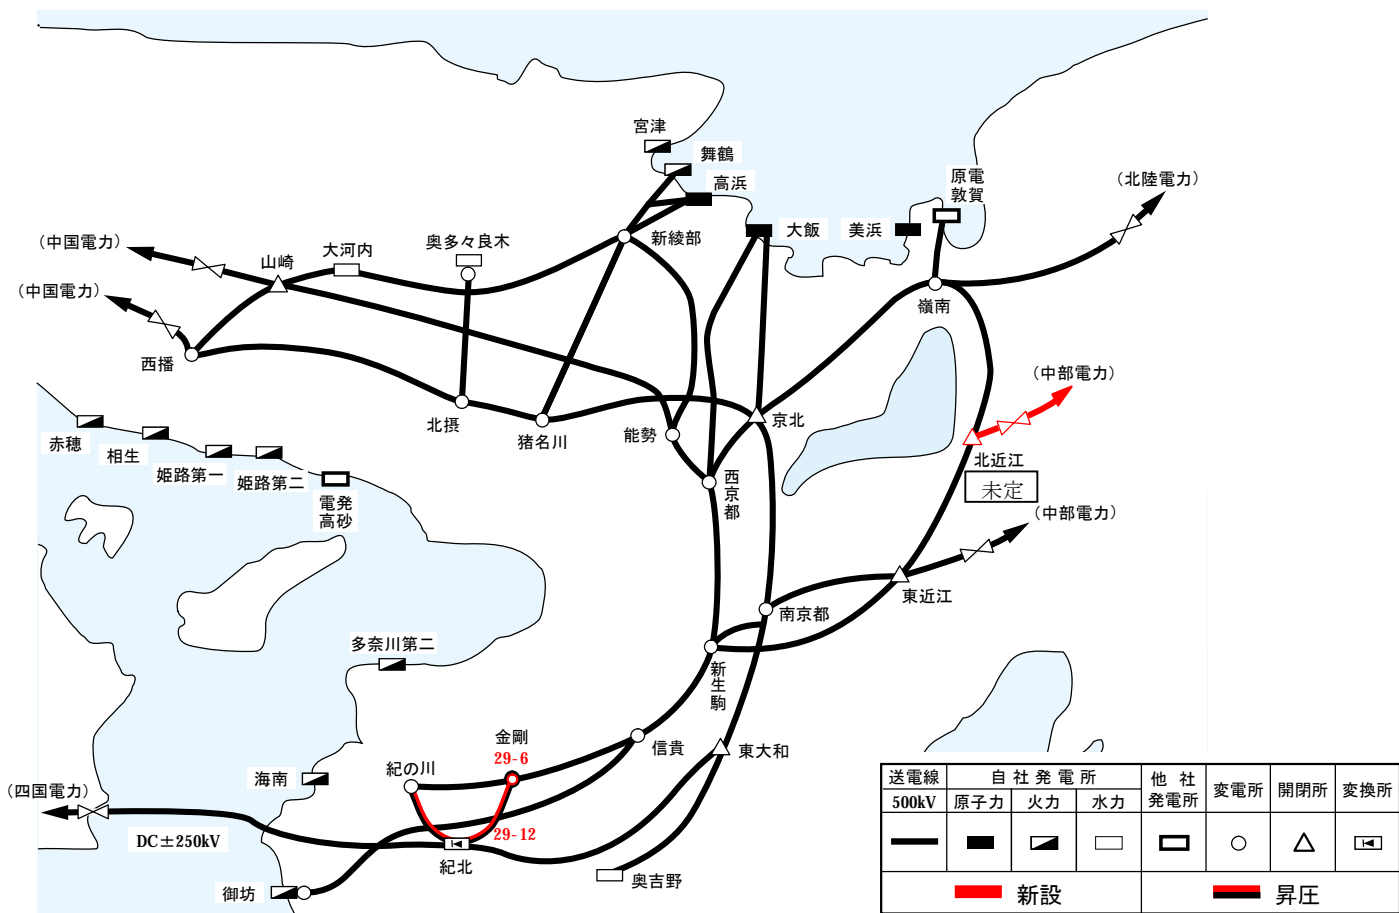 宮津
舞鶴
高浜
原電
敦賀
(北陸電力)
大飯
美浜
新綾部
奥多々良木
大河内
(中国電力)
山崎
(中国電力)
嶺南
西播
(中部電力)
北摂
猪名川
能勢
京北
北近江
未定
赤穂
相生
姫路第一
姫路第二
電発
高砂
西京都
(中部電力)
東近江
南京都
多奈川第二
新生駒
金剛
29-6
信貴
東大和
紀の川
海南
(四国電力)
DC±250kV
29-12
紀北
奥吉野
御坊
送電線
500kV
自社発電所
原子力
火力
水力
他社
発電所
変電所
開閉所
変換所
新設
昇圧